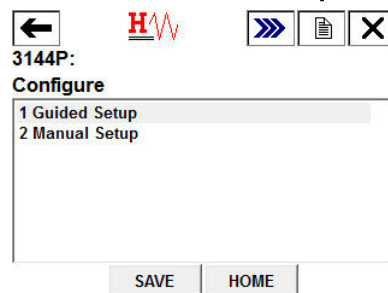 H
3144P:
Configure
1 Guided Setup
2 Manual Setup
SAVE HOME